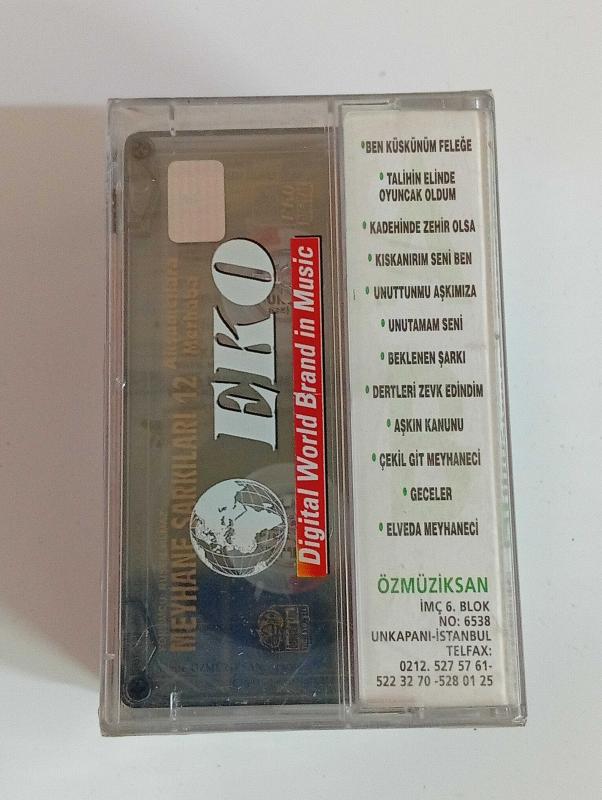 EKO
Digital World Brand in Music
MEYHANE ŞARKILARI 12
• BEN KÜSKÜNÜM FELEĞE
• TALİHİN ELİNDE
OYUNCAK OLDUM
• KADEHİNDE ZEHİR OLSA
• KISKANIRIM SENİ BEN
• UNUTTUNMU AŞKIMIZA
• UNUTAMAM SENİ
• BEKLENEN ŞARKI
• DERTLERİ ZEVK EDİNDİM
• AŞKIN KANUNU
• ÇEKİL GİT MEYHANECİ
• GECELER
• ELVEDA MEYHANECİ
ÖZMÜZİKSAN
İMÇ 6. BLOK
NO: 6538
UNKAPANI-İSTANBUL
TELFAX:
0212. 527 57 61-
522 32 70 -528 01 25